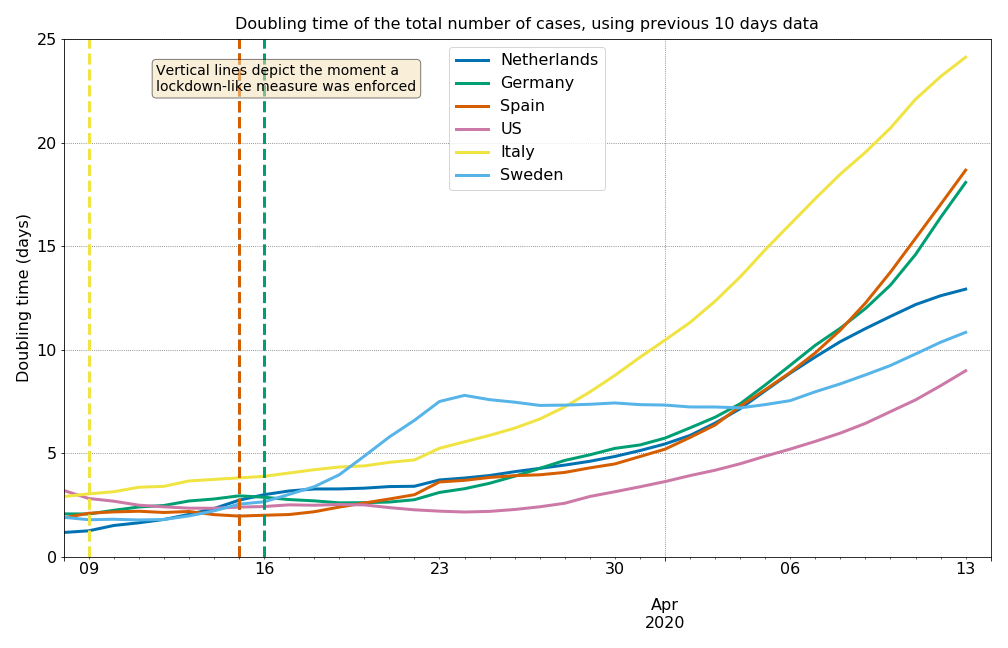 Doubling time of the total number of cases, using previous 10 days data
25
20
15
10
5
0
Doubling time (days)
Vertical lines depict the moment a
lockdown-like measure was enforced
Netherlands
Germany
Spain
US
Italy
Sweden
09
16
23
30
06
13
Apr
2020